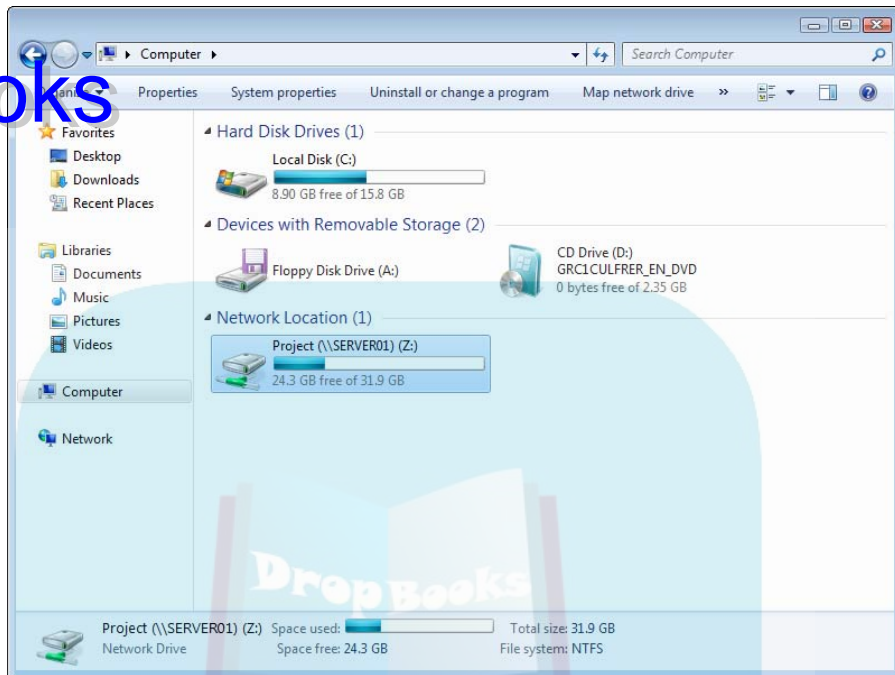 Computer
Search Computer
oks
Properties System properties Uninstall or change a program Map network drive »
Favorites
Desktop
Downloads
Recent Places
Libraries
Documents
Music
Pictures
Videos
Computer
Network
Hard Disk Drives (1)
Local Disk (C:)
8.90 GB free of 15.8 GB
Devices with Removable Storage (2)
Floppy Disk Drive (A:)
CD Drive (D:)
GRC1CULFRER_EN_DVD
0 bytes free of 2.35 GB
Network Location (1)
Project (\\SERVER01) (Z:)
24.3 GB free of 31.9 GB
DropBooks
Project (\\SERVER01) (Z:) Space used: Total size: 31.9 GB
Network Drive Space free: 24.3 GB File system: NTFS